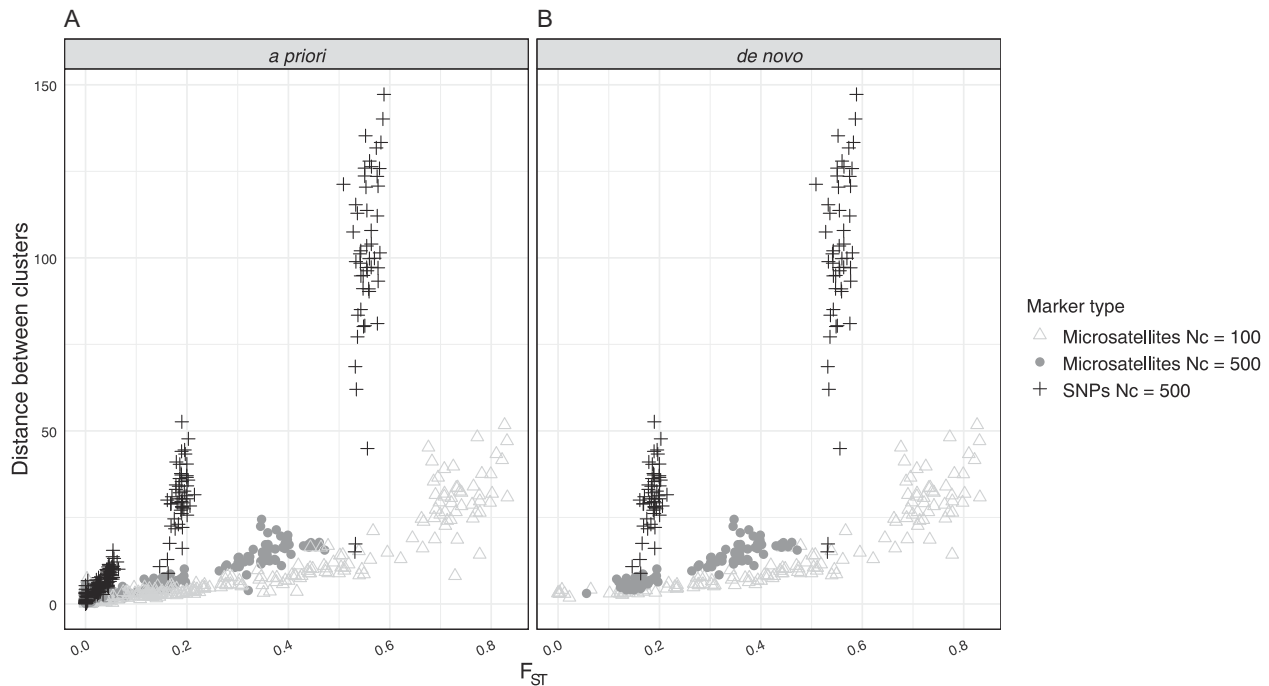 A
B
a priori
de novo
150
100
50
0
Distance between clusters
0.0
0.2
0.4
0.6
0.8
0.0
0.2
0.4
0.6
0.8
FST
Marker type
Microsatellites Nc = 100
Microsatellites Nc = 500
SNPs Nc = 500